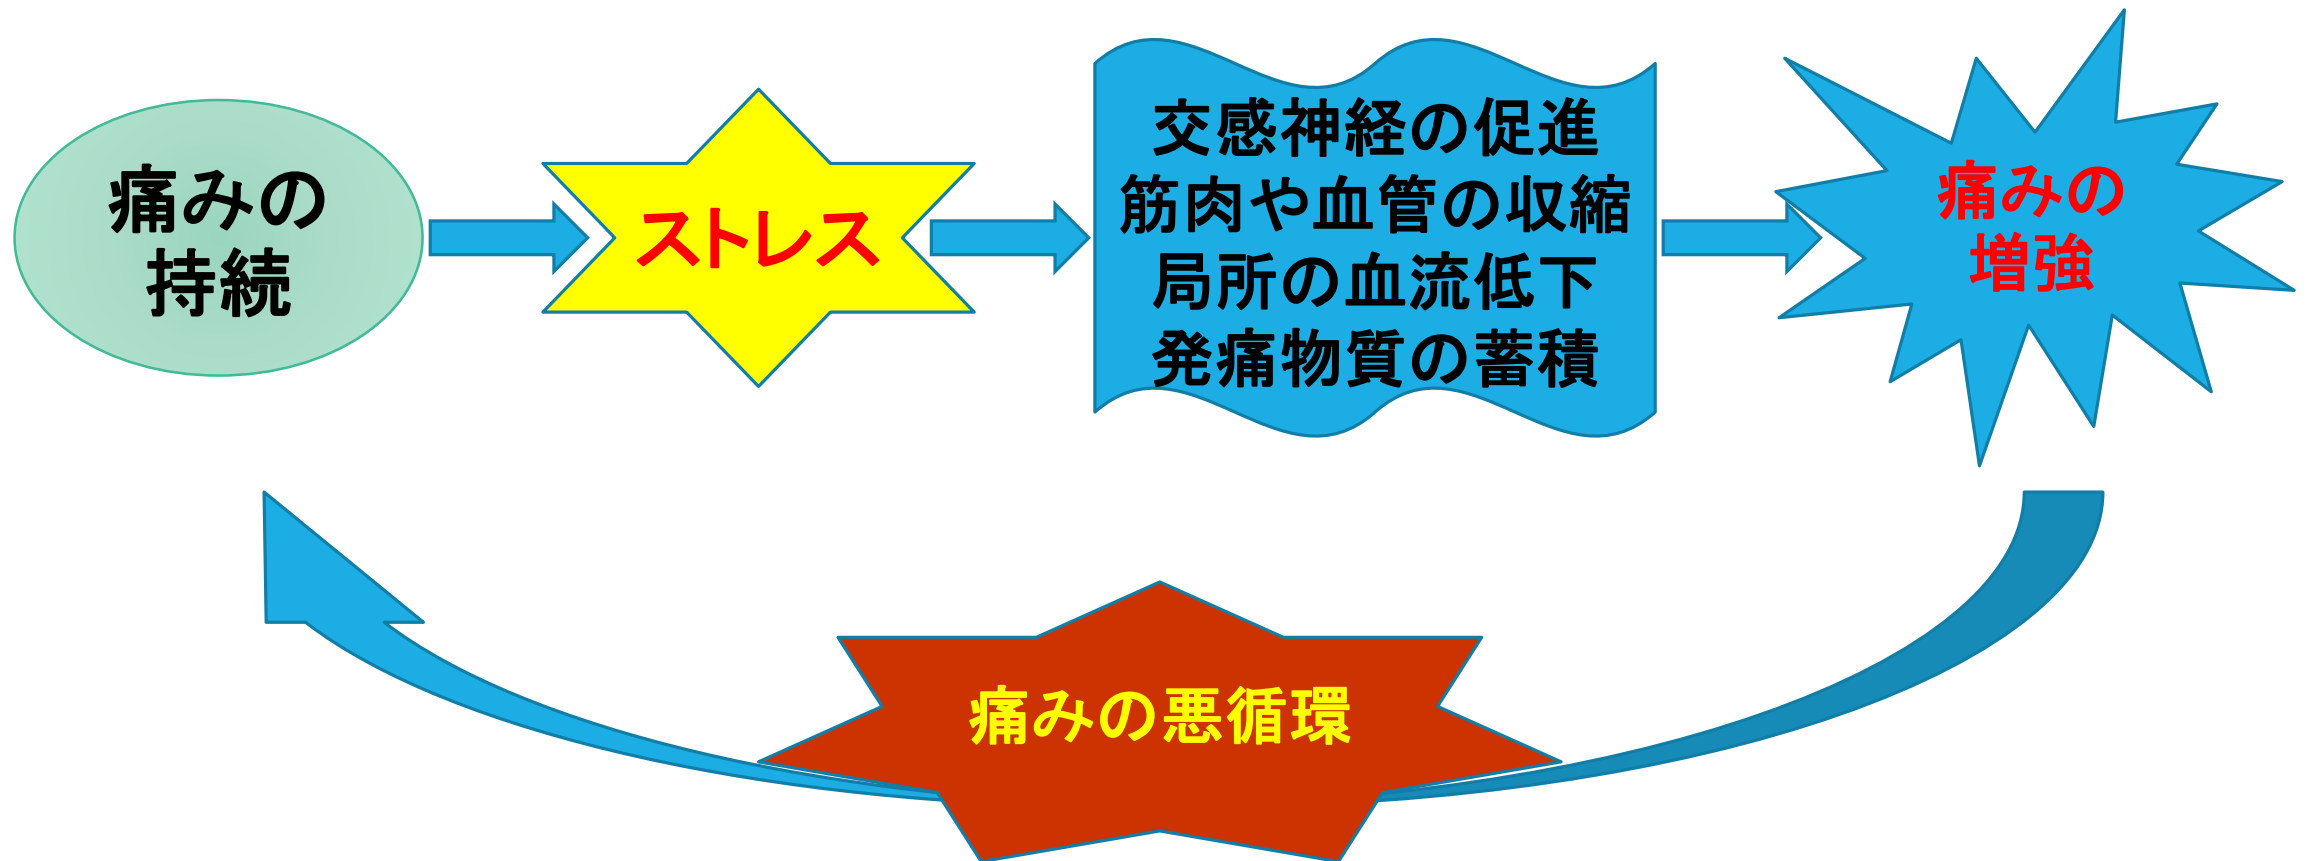 痛みの
持続
ストレス
交感神経の促進
筋肉や血管の収縮
局所の血流低下
発痛物質の蓄積
痛みの
増強
痛みの悪循環